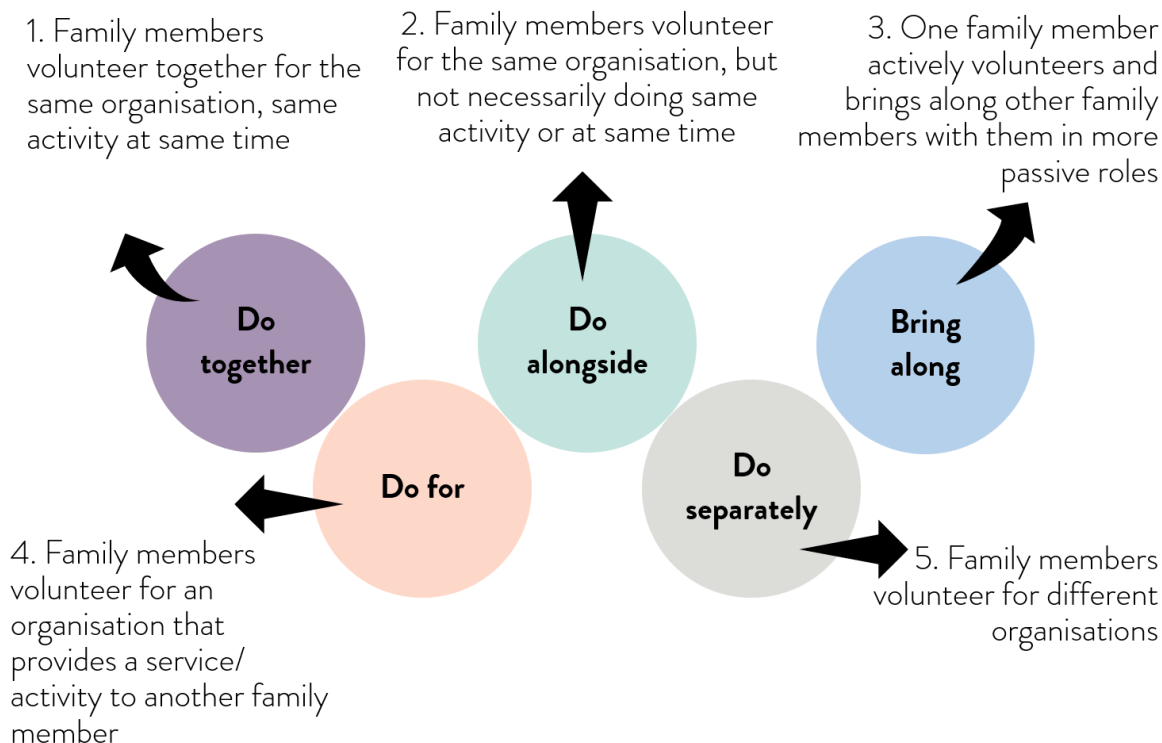 1. Family members
volunteer together for the
same organisation, same
activity at same time
2. Family members volunteer
for the same organisation, but
not necessarily doing same
activity or at same time
3. One family member
actively volunteers and
brings along other family
members with them in more
passive roles
Do
together
Do
alongside
Bring
along
Do for
Do
separately
4. Family members
volunteer for an
organisation that
provides a service/
activity to another family
member
5. Family members
volunteer for different
organisations